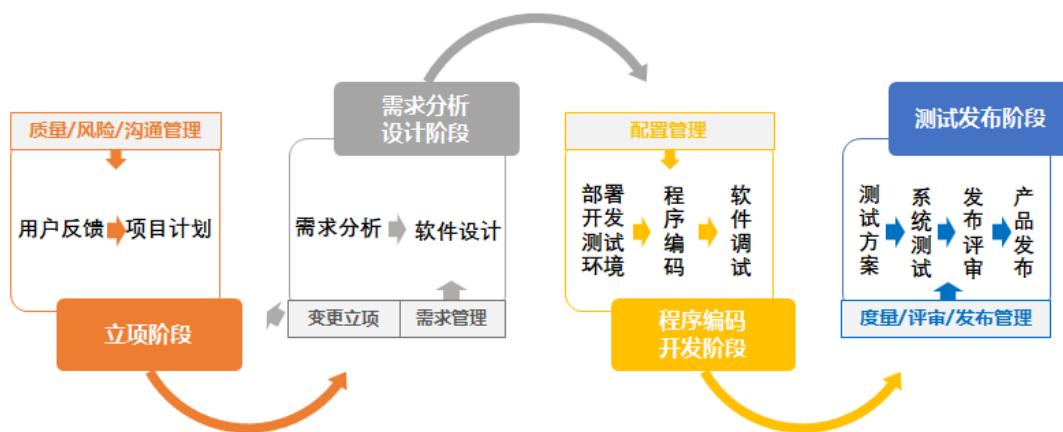 质量/风险/沟通管理
用户反馈
项目计划
立项阶段
需求分析
设计阶段
需求分析
软件设计
变更立项
需求管理
配置管理
部署
开发
测试
环境
程序编码
软件调试
程序编码
开发阶段
测试发布阶段
测试方案
系统测试
发布评审
产品发布
度量/评审/发布管理